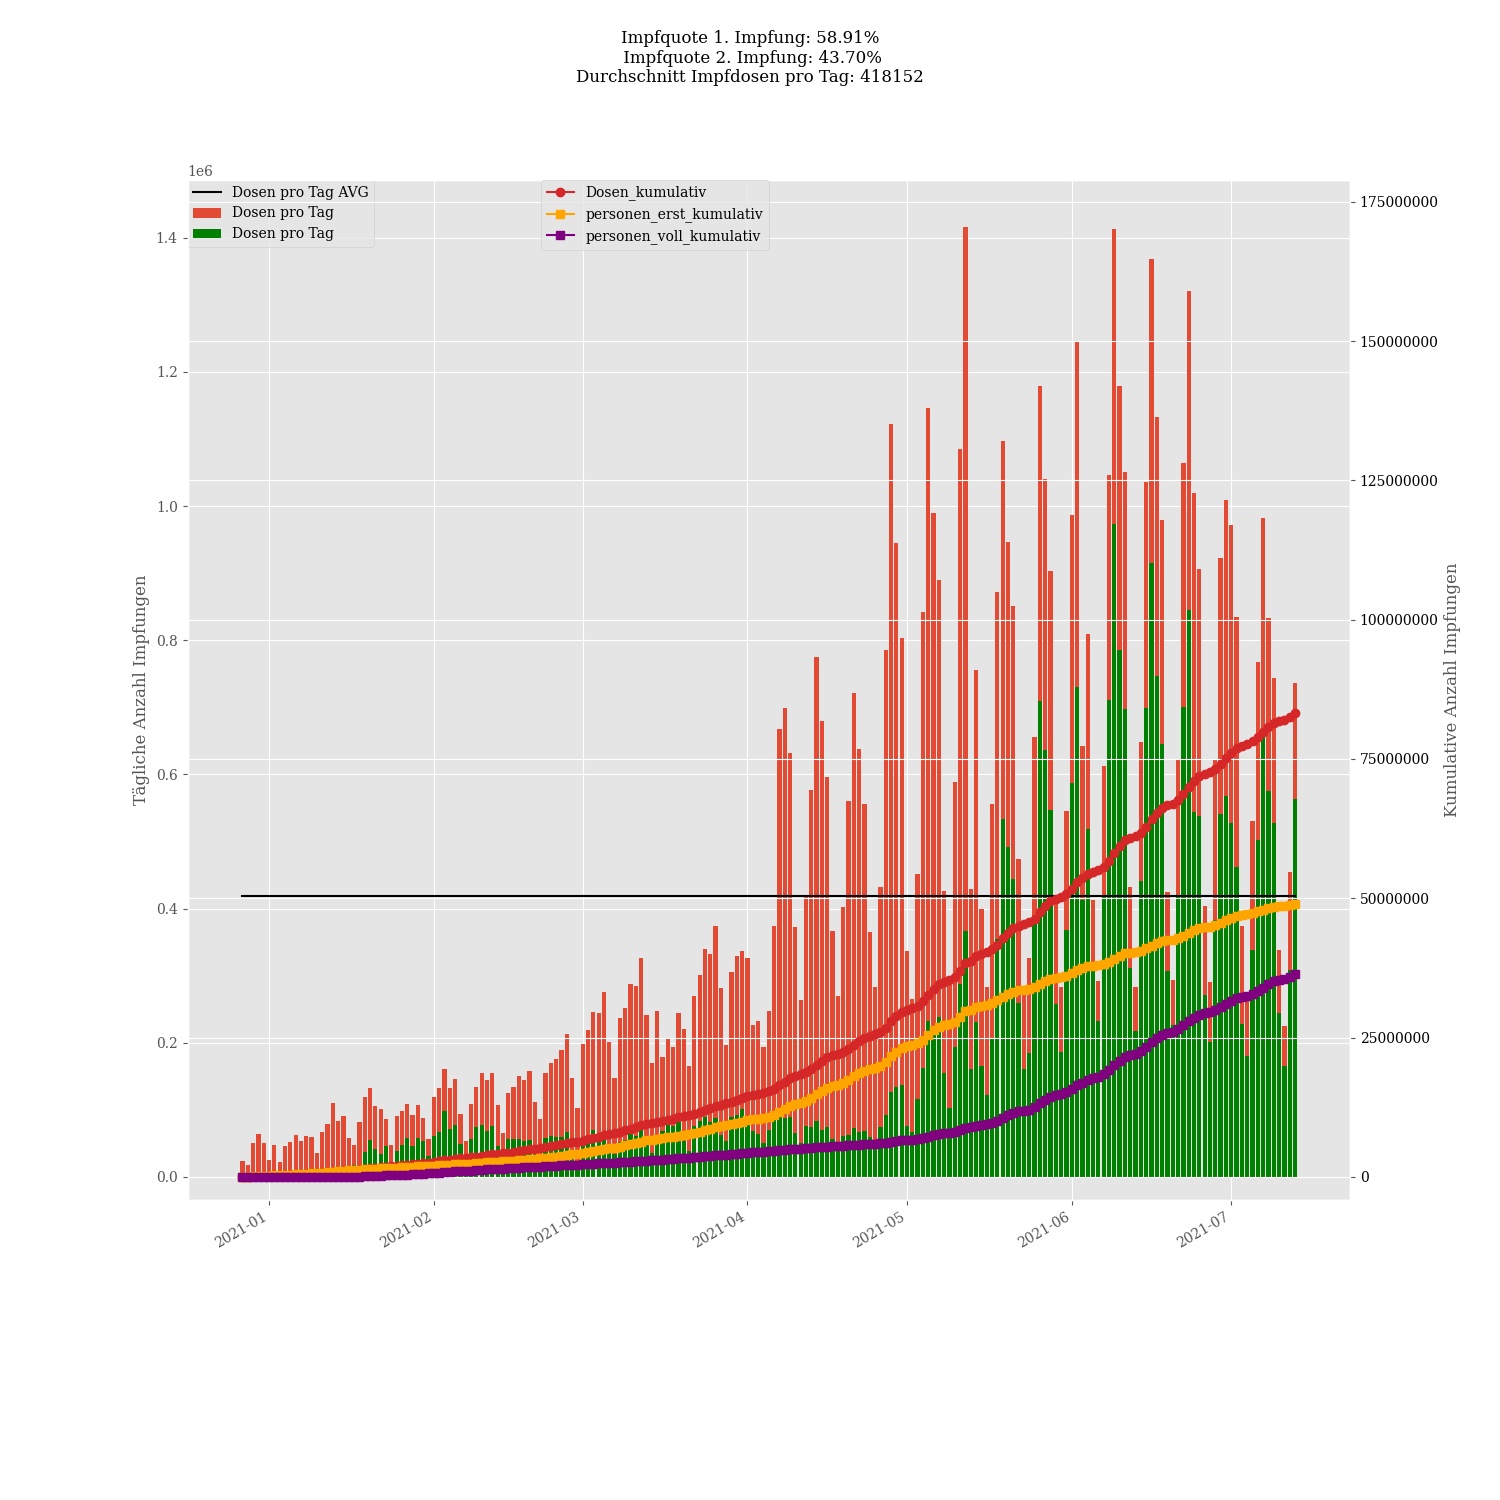 Impfquote 1. Impfung: 58.91%
Impfquote 2. Impfung: 43.70%
Durchschnitt Impfdosen pro Tag: 418152
1e6
Dosen pro Tag AVG
Dosen pro Tag
Dosen pro Tag
Dosen_kumulativ
personen_erst_kumulativ
personen_voll_kumulativ
Tägliche Anzahl Impfungen
1.4
1.2
1.0
0.8
0.6
0.4
0.2
0.0
175000000
150000000
125000000
100000000
75000000
50000000
25000000
0
Kumulative Anzahl Impfungen
2021-01
2021-02
2021-03
2021-04
2021-05
2021-06
2021-07